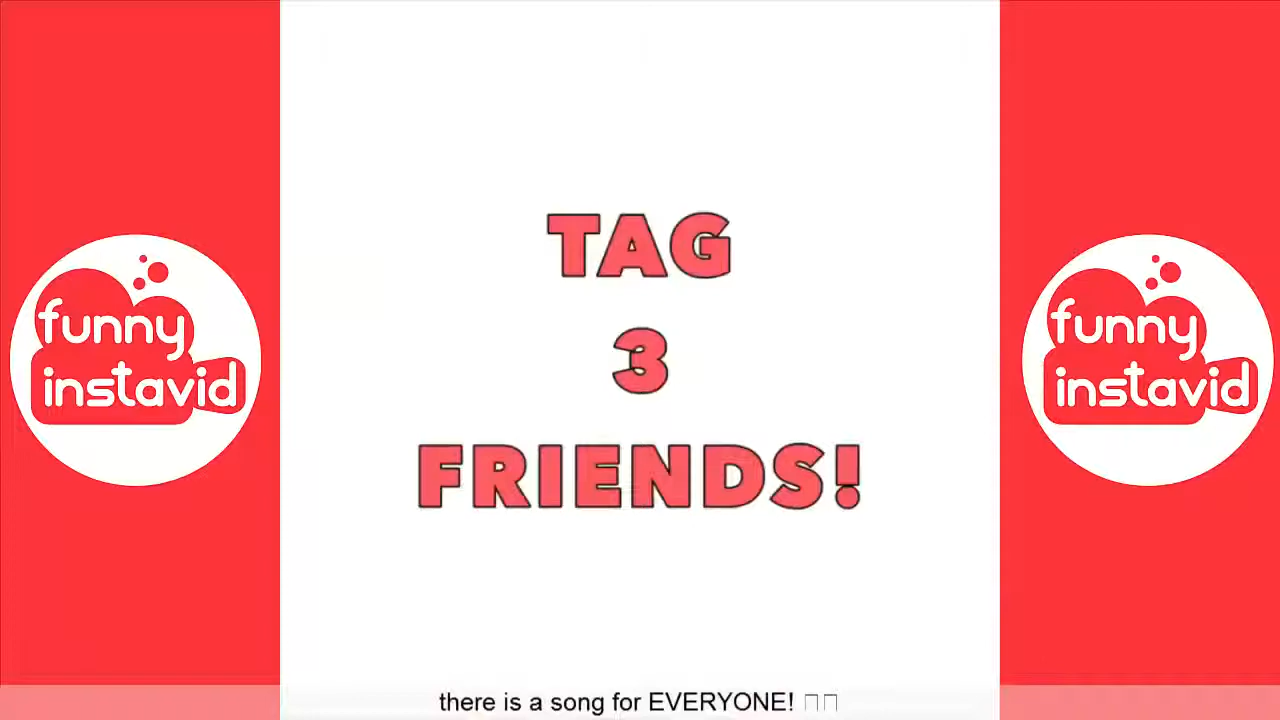 TAG
3
FRIENDS!
funny
instavid
funny
instavid
there is a song for EVERYONE!